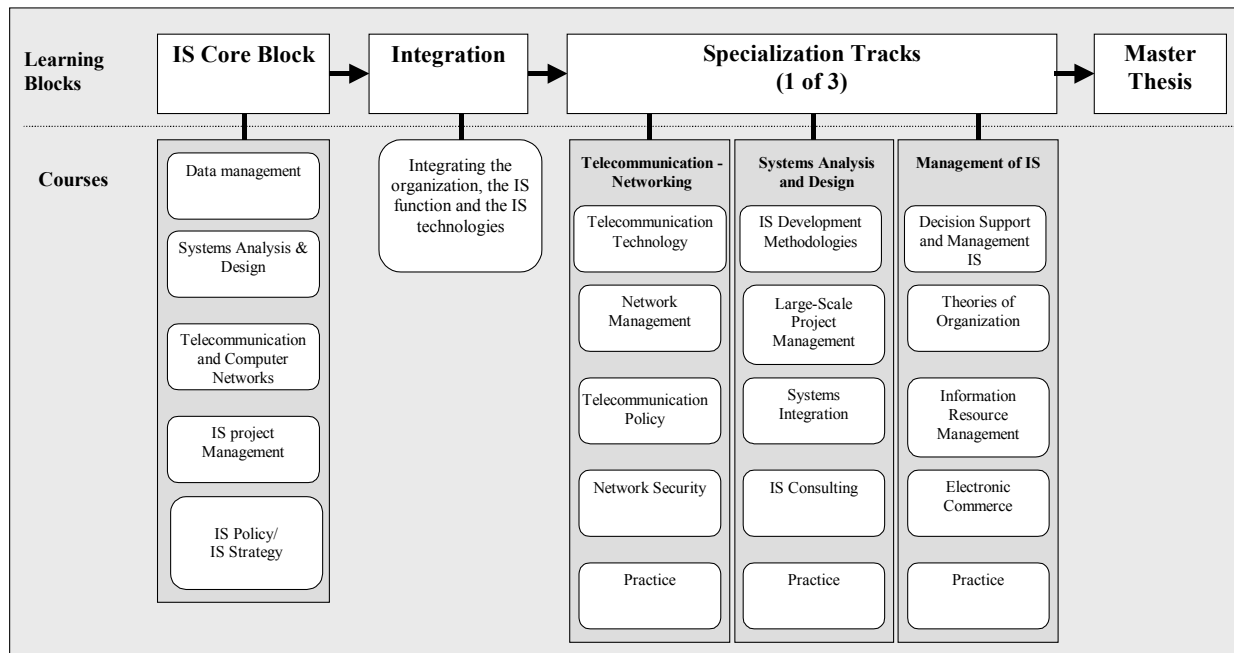 Learning
Blocks
IS Core Block
Integration
Specialization Tracks
(1 of 3)
Master
Thesis
Courses
Data management
Systems Analysis &
Design
Telecommunication
and Computer
Networks
IS project
Management
IS Policy/
IS Strategy
Integrating the
organization, the IS
function and the IS
technologies
Telecommunication -
Networking
Telecommunication
Technology
Network
Management
Telecommunication
Policy
Network Security
Practice
Systems Analysis
and Design
IS Development
Methodologies
Large-Scale
Project
Management
Systems
Integration
IS Consulting
Practice
Management of IS
Decision Support
and Management
IS
Theories of
Organization
Information
Resource
Management
Electronic
Commerce
Practice